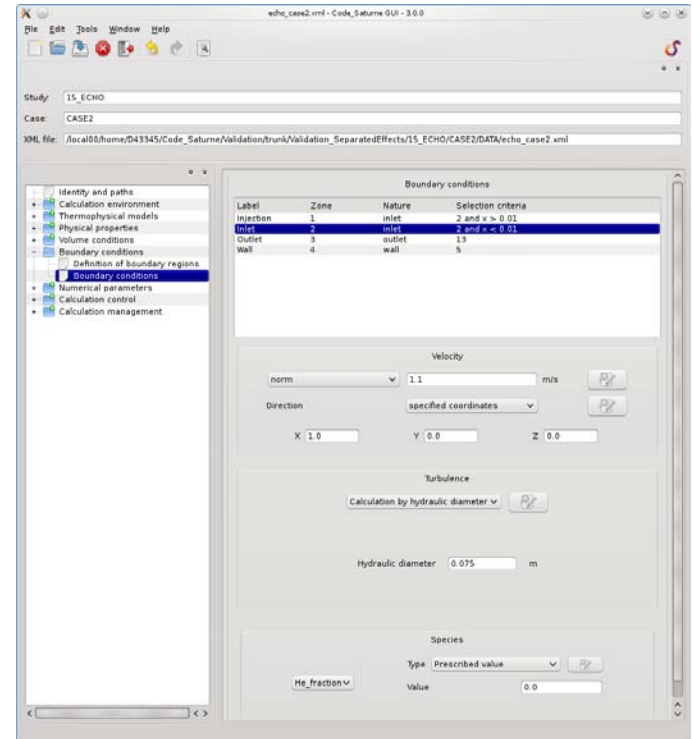 echo_case2.xml - Code_Saturne GUI - 3.0.0
File Edit Tools Window Help
Study: 15_ECHO
Case: CASE2
XML file: /local00/home/D43345/Code_Saturne/Validation/trunk/Validation_SeparatedEffects/15_ECHO/CASE2/DATA/echo_case2.xml
Identity and paths
Calculation environment
Thermophysical models
Physical properties
Volume conditions
Boundary conditions
Definition of boundary regions
Boundary conditions
Numerical parameters
Calculation control
Calculation management
Boundary conditions
Label Zone Nature Selection criteria
Injection 1 inlet 2 and x > 0.01
Inlet 2 inlet 2 and x < 0.01
Outlet 3 outlet 13
Wall 4 wall 5
Velocity
norm 1.1 m/s
Direction specified coordinates
X 1.0 Y 0.0 Z 0.0
Turbulence
Calculation by hydraulic diameter
Hydraulic diameter 0.075 m
Species
Type Prescribed value
He_fraction Value 0.0